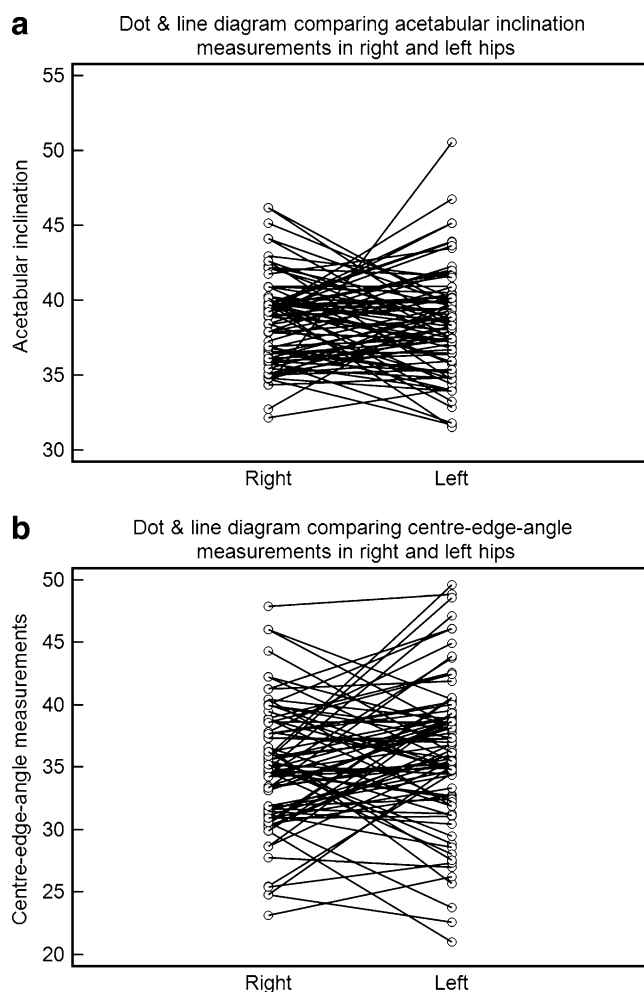 a
Dot & line diagram comparing acetabular inclination
measurements in right and left hips
55
50
45
40
35
30
Acetabular inclination
Right Left
b
Dot & line diagram comparing centre-edge-angle
measurements in right and left hips
50
45
40
35
30
25
20
Centre-edge-angle measurements
Right Left